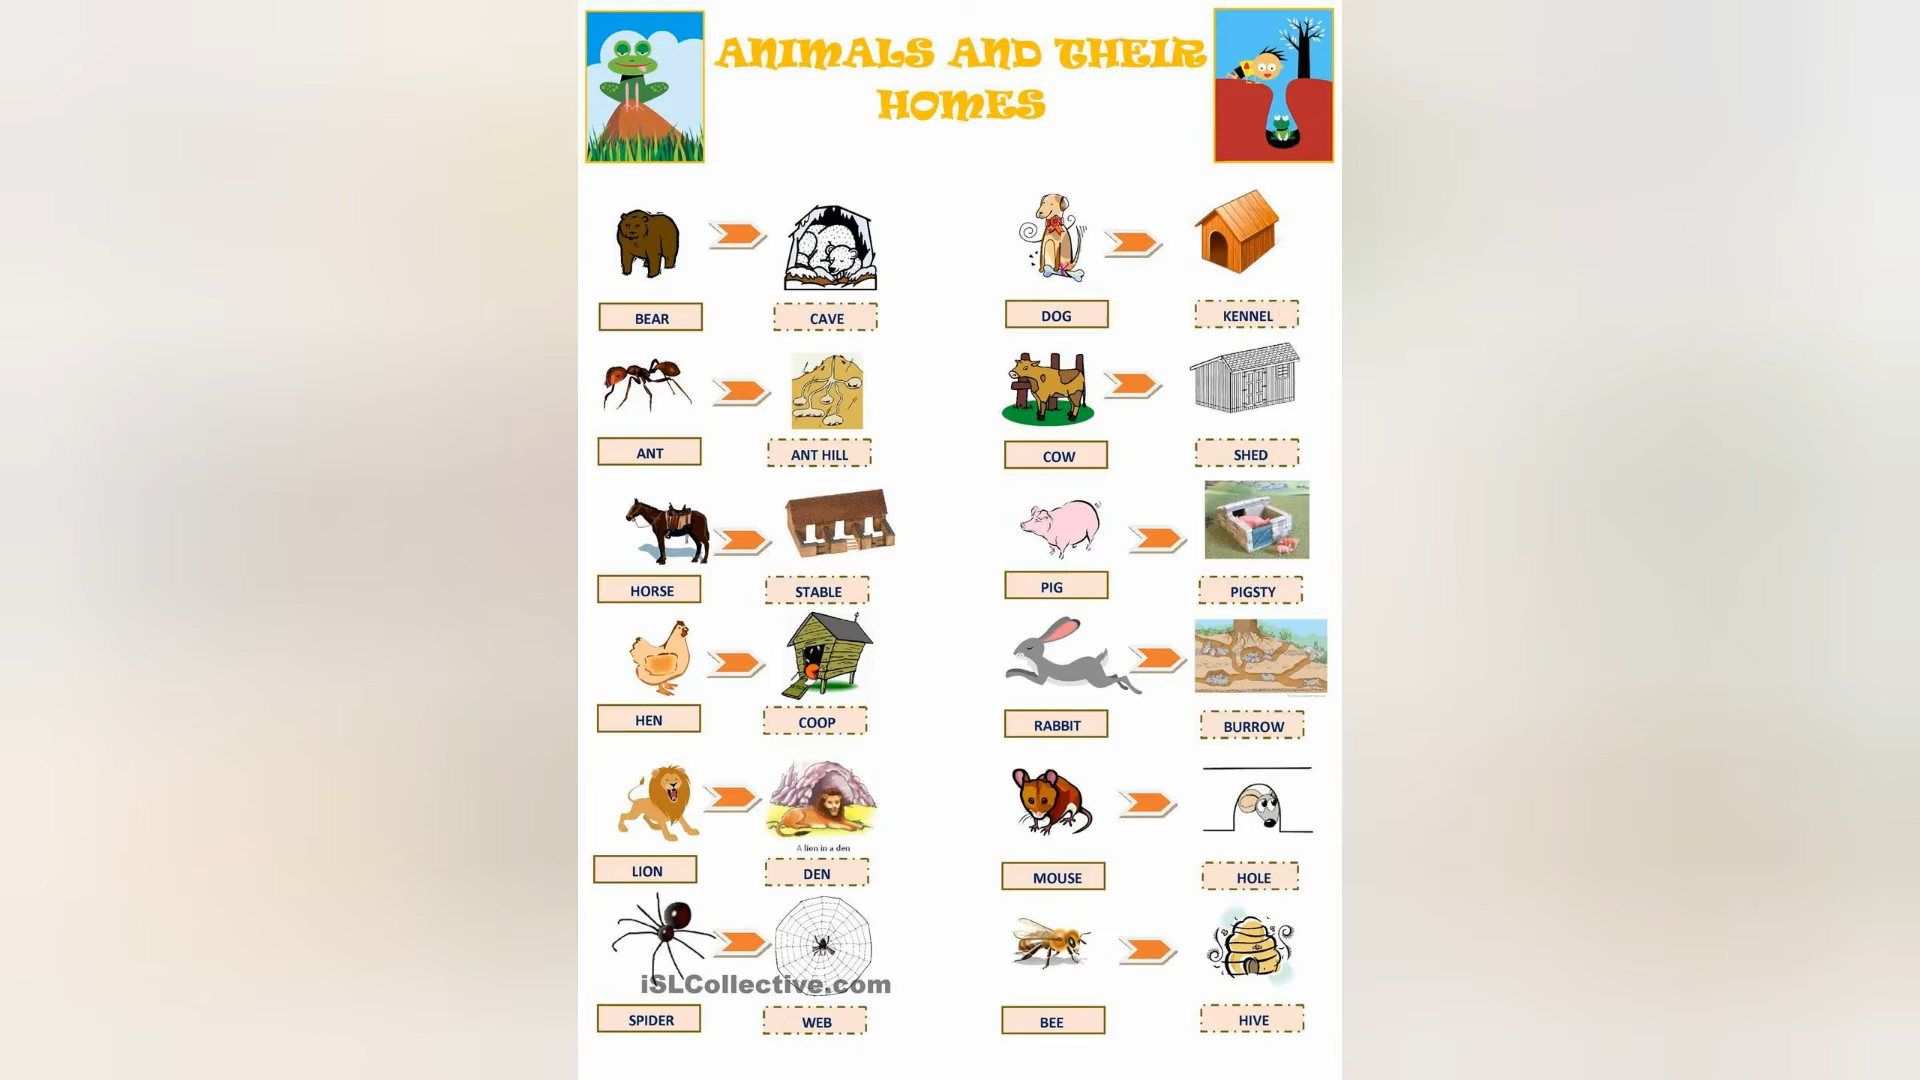 ANIMALS AND THEIR
HOMES
BEAR
CAVE
DOG
KENNEL
ANT
ANT HILL
COW
SHED
HORSE
STABLE
PIG
PIGSTY
HEN
COOP
RABBIT
BURROW
A lion in a den
LION
DEN
MOUSE
HOLE
iSLCollective.com
SPIDER
WEB
BEE
HIVE